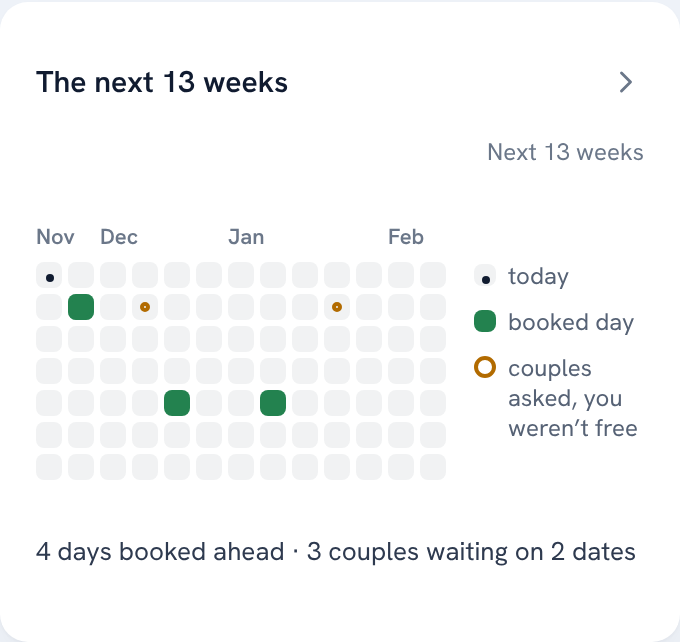 The next 13 weeks
Next 13 weeks
Nov Dec Jan Feb
today
booked day
couples
asked, you
weren’t free
4 days booked ahead · 3 couples waiting on 2 dates